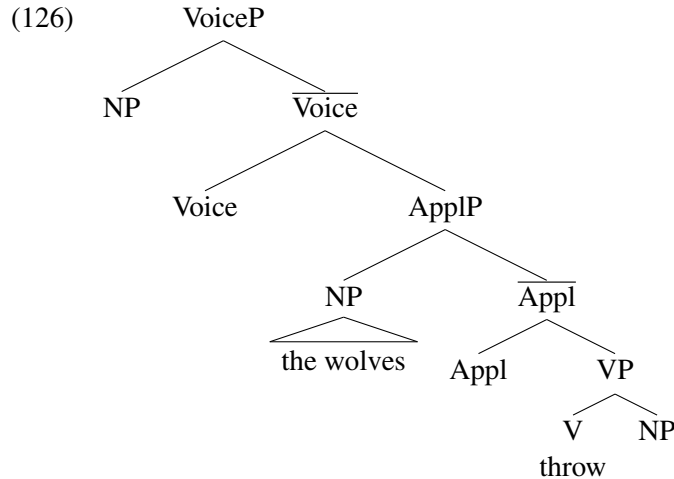 (126) VoiceP
NP Voice
Voice ApplP
NP Appl
the wolves Appl VP
V NP
throw